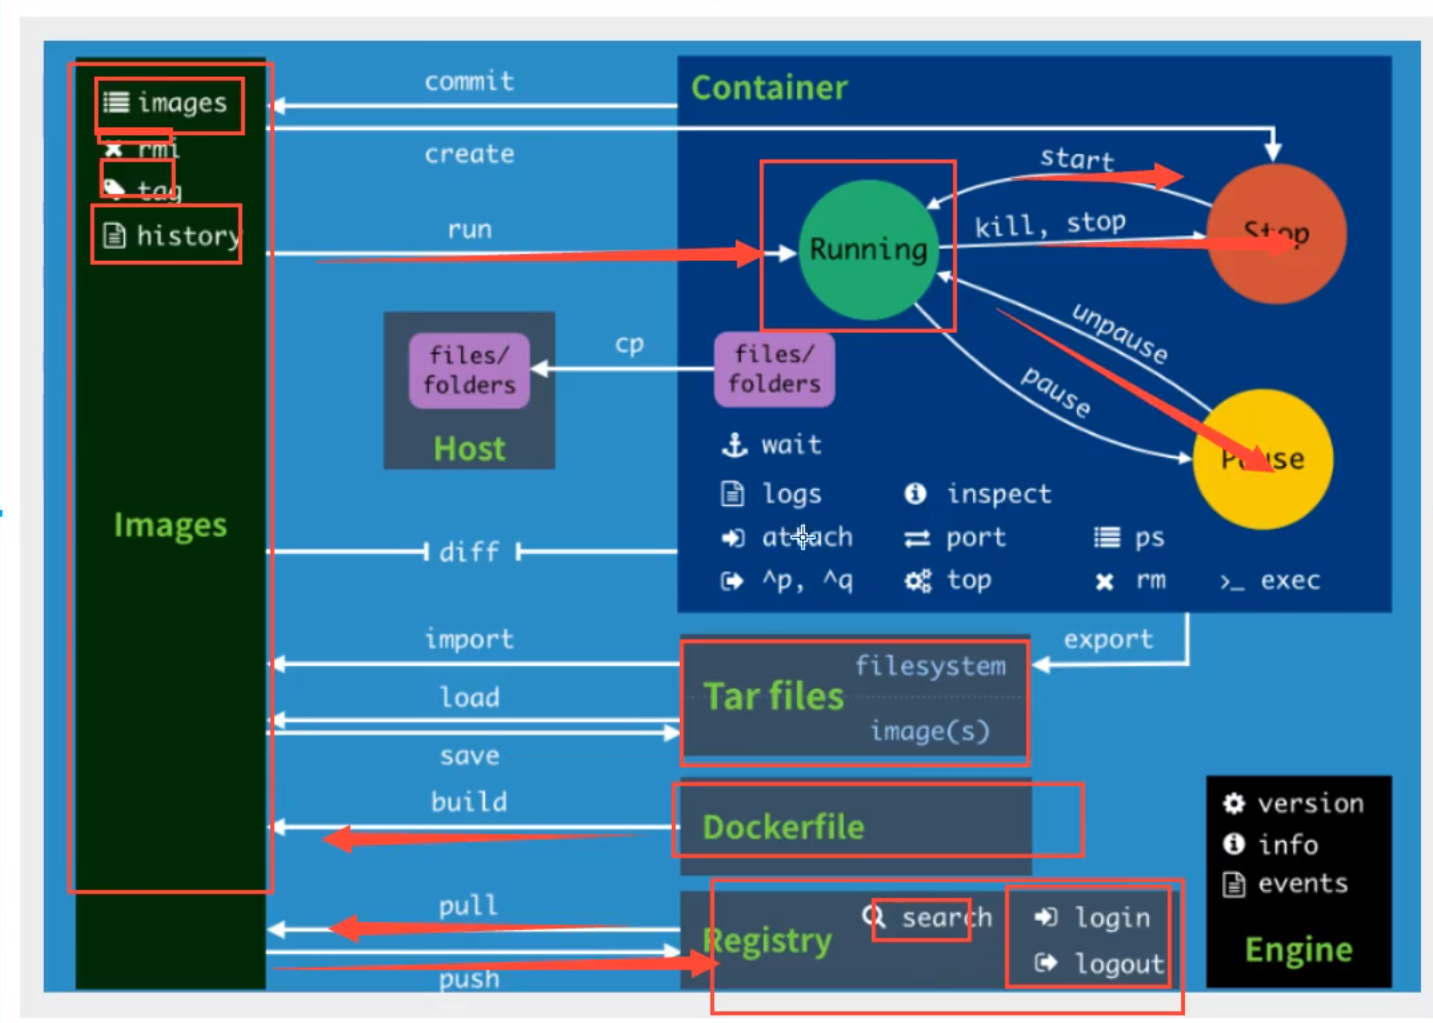 images
rmi
tag
history
Images
commit
create
run
Container
Running
start
kill, stop
Stop
unpause
pause
Pause
files/
folders
Host
cp
files/
folders
wait
logs
inspect
attach
port
ps
^p, ^q
top
rm
>_ exec
diff
import
load
save
export
Tar files
filesystem
image(s)
build
Dockerfile
pull
push
Registry
search
login
logout
version
info
events
Engine